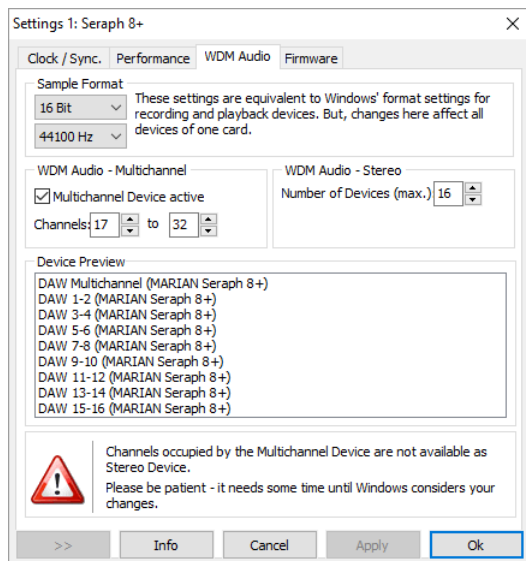 Settings 1: Seraph 8+
Clock / Sync. Performance WDM Audio Firmware
Sample Format
16 Bit
44100 Hz
These settings are equivalent to Windows' format settings for
recording and playback devices. But, changes here affect all
devices of one card.
WDM Audio - Multichannel
Multichannel Device active
Channels: 17 to 32
WDM Audio - Stereo
Number of Devices (max.) 16
Device Preview
DAW Multichannel (MARIAN Seraph 8+)
DAW 1-2 (MARIAN Seraph 8+)
DAW 3-4 (MARIAN Seraph 8+)
DAW 5-6 (MARIAN Seraph 8+)
DAW 7-8 (MARIAN Seraph 8+)
DAW 9-10 (MARIAN Seraph 8+)
DAW 11-12 (MARIAN Seraph 8+)
DAW 13-14 (MARIAN Seraph 8+)
DAW 15-16 (MARIAN Seraph 8+)
Channels occupied by the Multichannel Device are not available as
Stereo Device.
Please be patient - it needs some time until Windows considers your
changes.
>> Info Cancel Apply Ok